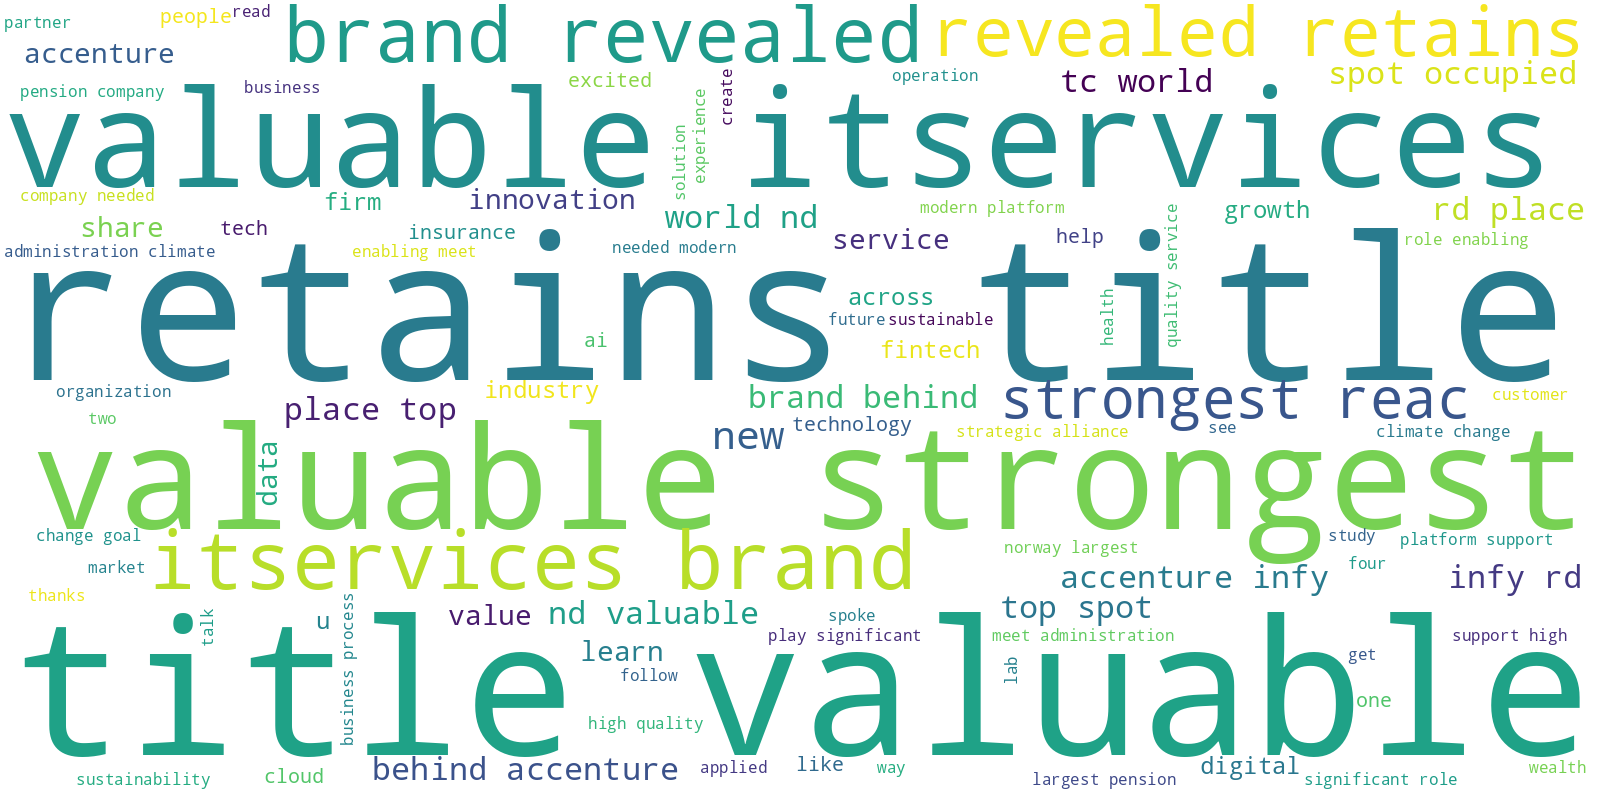 partner
people
read
accenture
brand revealed
revealed retains
pension company
business
excited
create
operation
tc world
spot occupied
valuable itservices
solution
experience
company needed
firm
innovation
world nd
modern platform
quality service
growth
rd place
share
tech
insurance
service
help
role enabling
administration climate
enabling meet
needed modern
retains title
across
future
sustainable
health
ai
fintech
organization
industry
place top
brand behind
strongest reac
customer
two
new
technology
strategic alliance
see
climate change
data
valuable strongest
change goal
itservices brand
norway largest
study
platform support
market
four
accenture infy
infy rd
thanks
talk
u
business process
value
nd valuable
spoke
top spot
play significant
meet administration
support high
title valuable
learn
follow
lab
get
high quality
one
sustainability
cloud
behind accenture
applied
like
way
largest pension
digital
significant role
wealth